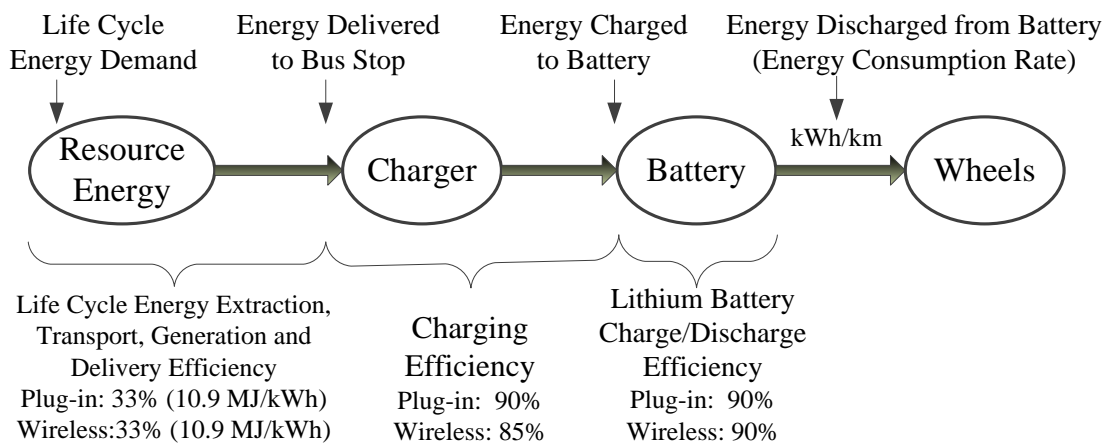 Life Cycle
Energy Demand
Energy Delivered
to Bus Stop
Energy Charged
to Battery
Energy Discharged from Battery
(Energy Consumption Rate)
Resource
Energy
Charger
Battery
kWh/km
Wheels
Life Cycle Energy Extraction,
Transport, Generation and
Delivery Efficiency
Plug-in: 33% (10.9 MJ/kWh)
Wireless:33% (10.9 MJ/kWh)
Charging
Efficiency
Plug-in: 90%
Wireless: 85%
Lithium Battery
Charge/Discharge
Efficiency
Plug-in: 90%
Wireless: 90%